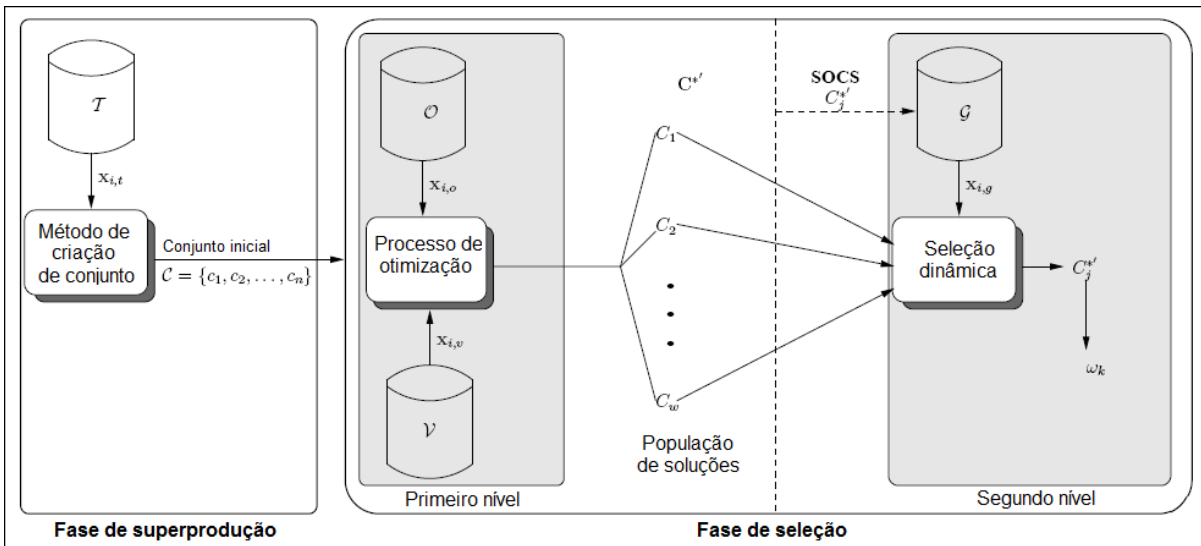 𝒯
x_{i,t}
Método de
criação
de conjunto
Conjunto inicial
𝒞 = {c_1, c_2, . . . , c_n}
Fase de superprodução
𝒪
x_{i,o}
Processo de
otimização
x_{i,v}
𝒱
Primeiro nível
C^{*′}
C_1
C_2
C_w
População
de soluções
SOCS
C_j^{*′}
𝒢
x_{i,g}
Seleção
dinâmica
C_j^{*′}
ω_k
Segundo nível
Fase de seleção